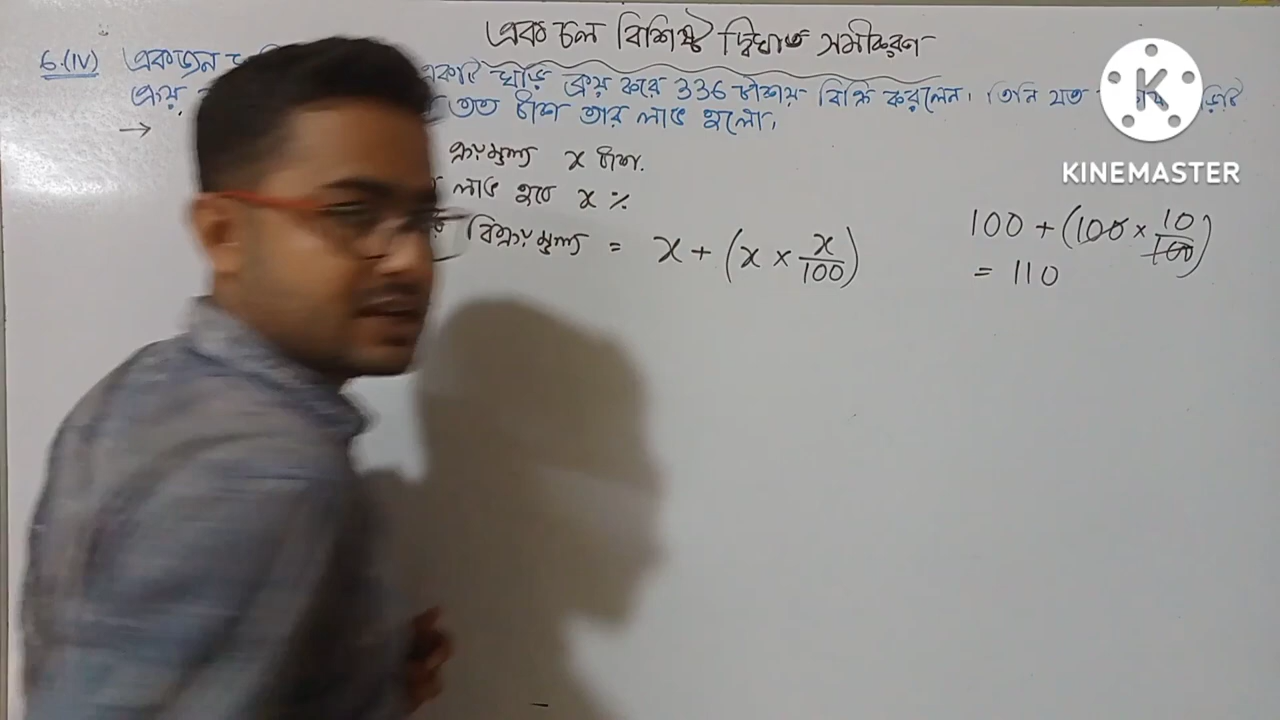 একচল বিশিষ্ট দ্বিঘাত সমীকরণ
6.(IV) একজন একটি ঘড়ি ক্রয় করে 336 টাকায় বিক্রি করলেন। তিনি যত
ক্রয় তত টাকা তার লাভ হলো।
→ ক্রয়মূল্য x টাকা.
লাভ হবে x %
বিক্রয়মূল্য = x + (x × x/100)
100 + (100 × 10/100)
= 110
K
KINEMASTER